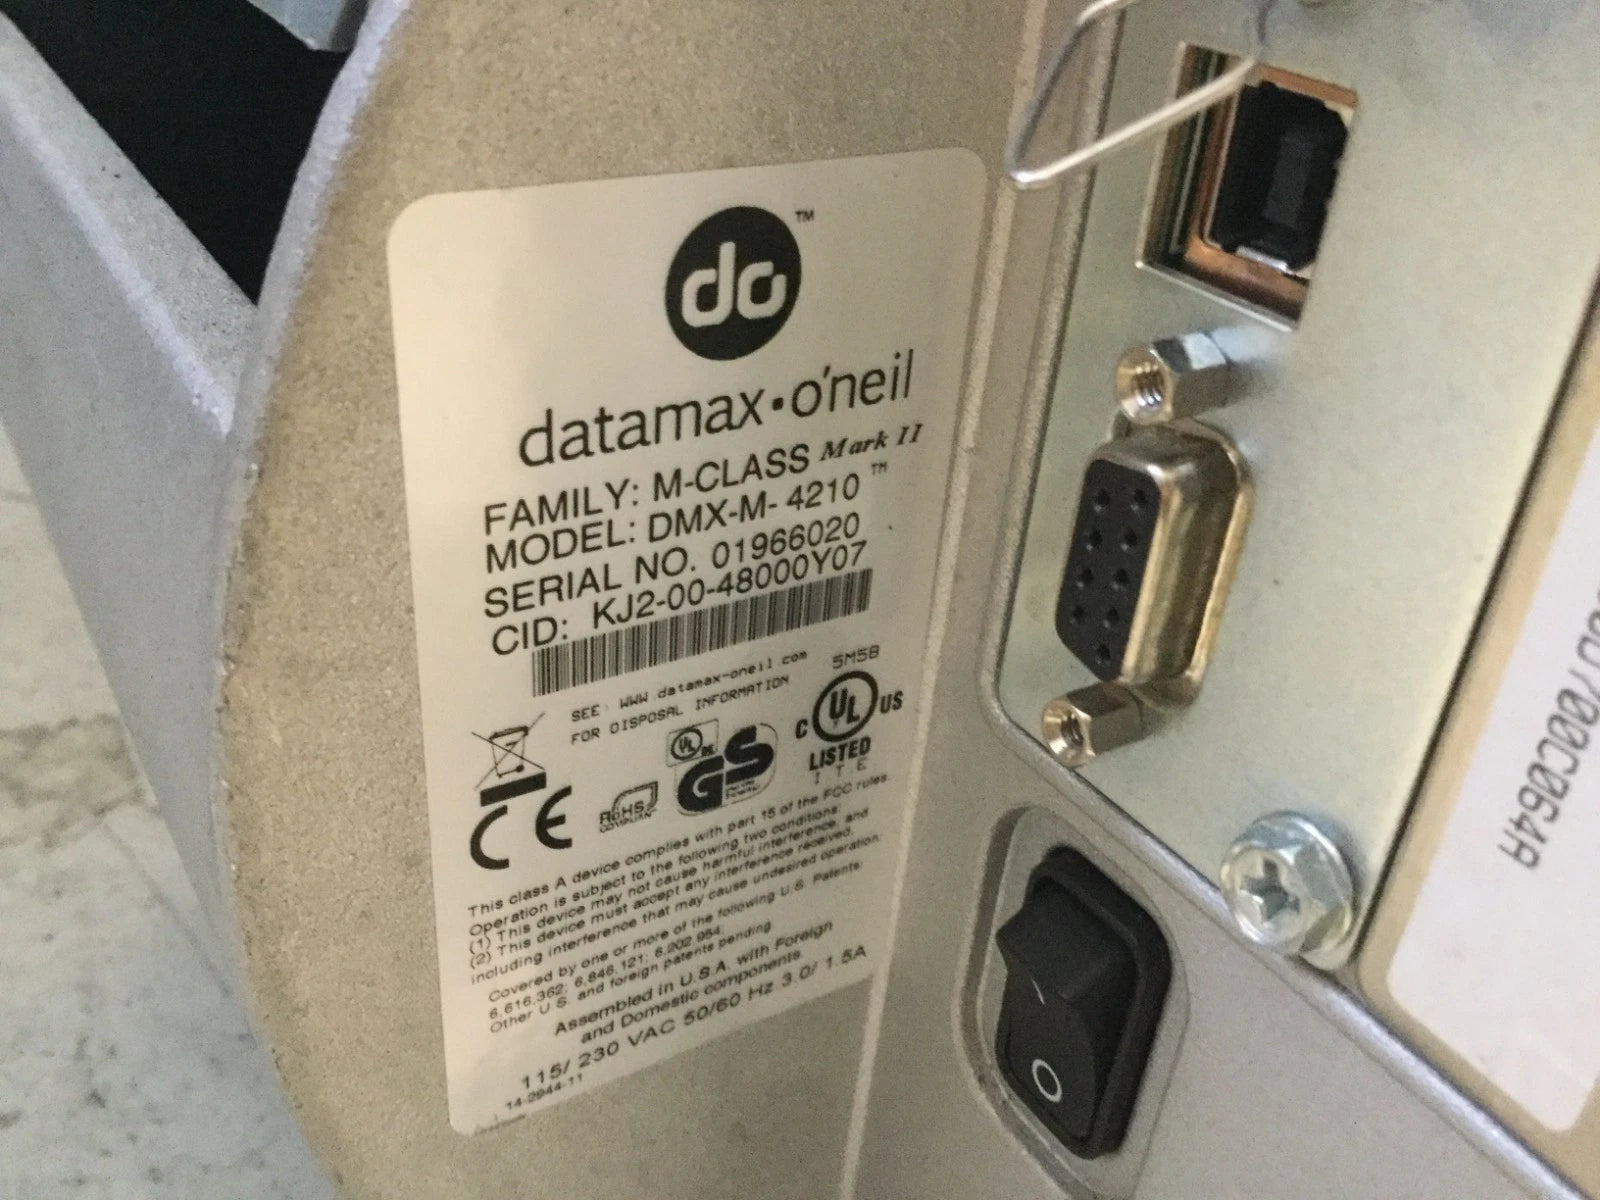 do™
datamax•o'neil
FAMILY: M-CLASS Mark II
MODEL: DMX-M- 4210 ™
SERIAL NO. 01966020
CID: KJ2-00-48000Y07
SEE: WWW datamax-oneil.com
FOR DISPOSAL INFORMATION
5M58
C UL US
LISTED
I T E
UL DE
GS
RoHS
COMPLIANT
CE
This class A device complies with part 15 of the FCC rules.
Operation is subject to the following two conditions:
(1) This device may not cause harmful interference, and
(2) This device must accept any interference received.
including interference that may cause undesired operation.
Covered by one or more of the following U.S. Patents:
6,616,362; 6,846,121; 6,202,954;
Other U.S. and foreign patents pending
Assembled in U.S.A. with Foreign
and Domestic components
115/ 230 VAC 50/60 Hz 3.0/ 1.5A
14-2944-11
700C064A